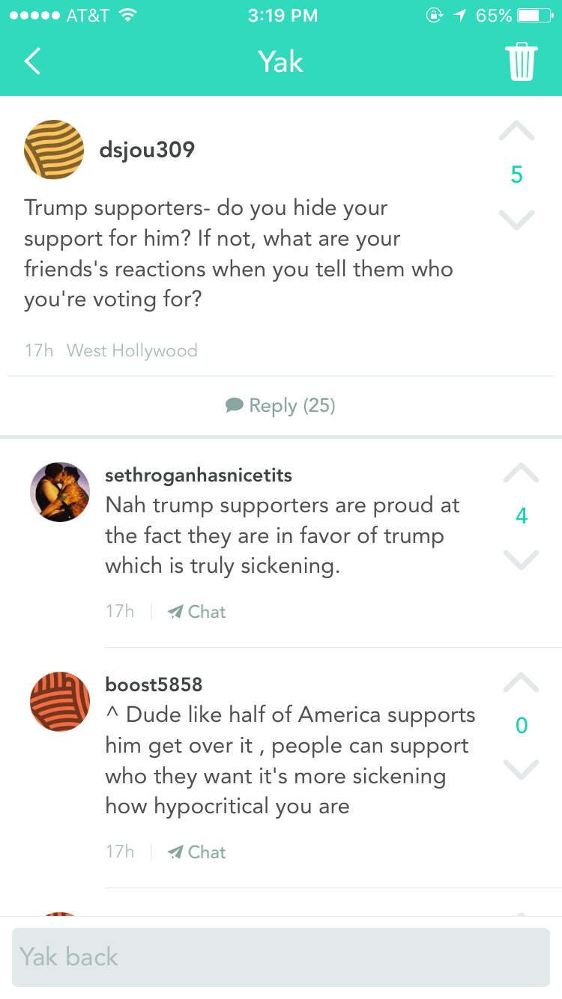 AT&T 3:19 PM 65%
Yak
dsjou309
5
Trump supporters- do you hide your
support for him? If not, what are your
friends's reactions when you tell them who
you're voting for?
17h West Hollywood
Reply (25)
sethroganhasnicetits
Nah trump supporters are proud at
the fact they are in favor of trump
which is truly sickening.
4
17h Chat
boost5858
^ Dude like half of America supports
him get over it , people can support
who they want it's more sickening
how hypocritical you are
0
17h Chat
Yak back